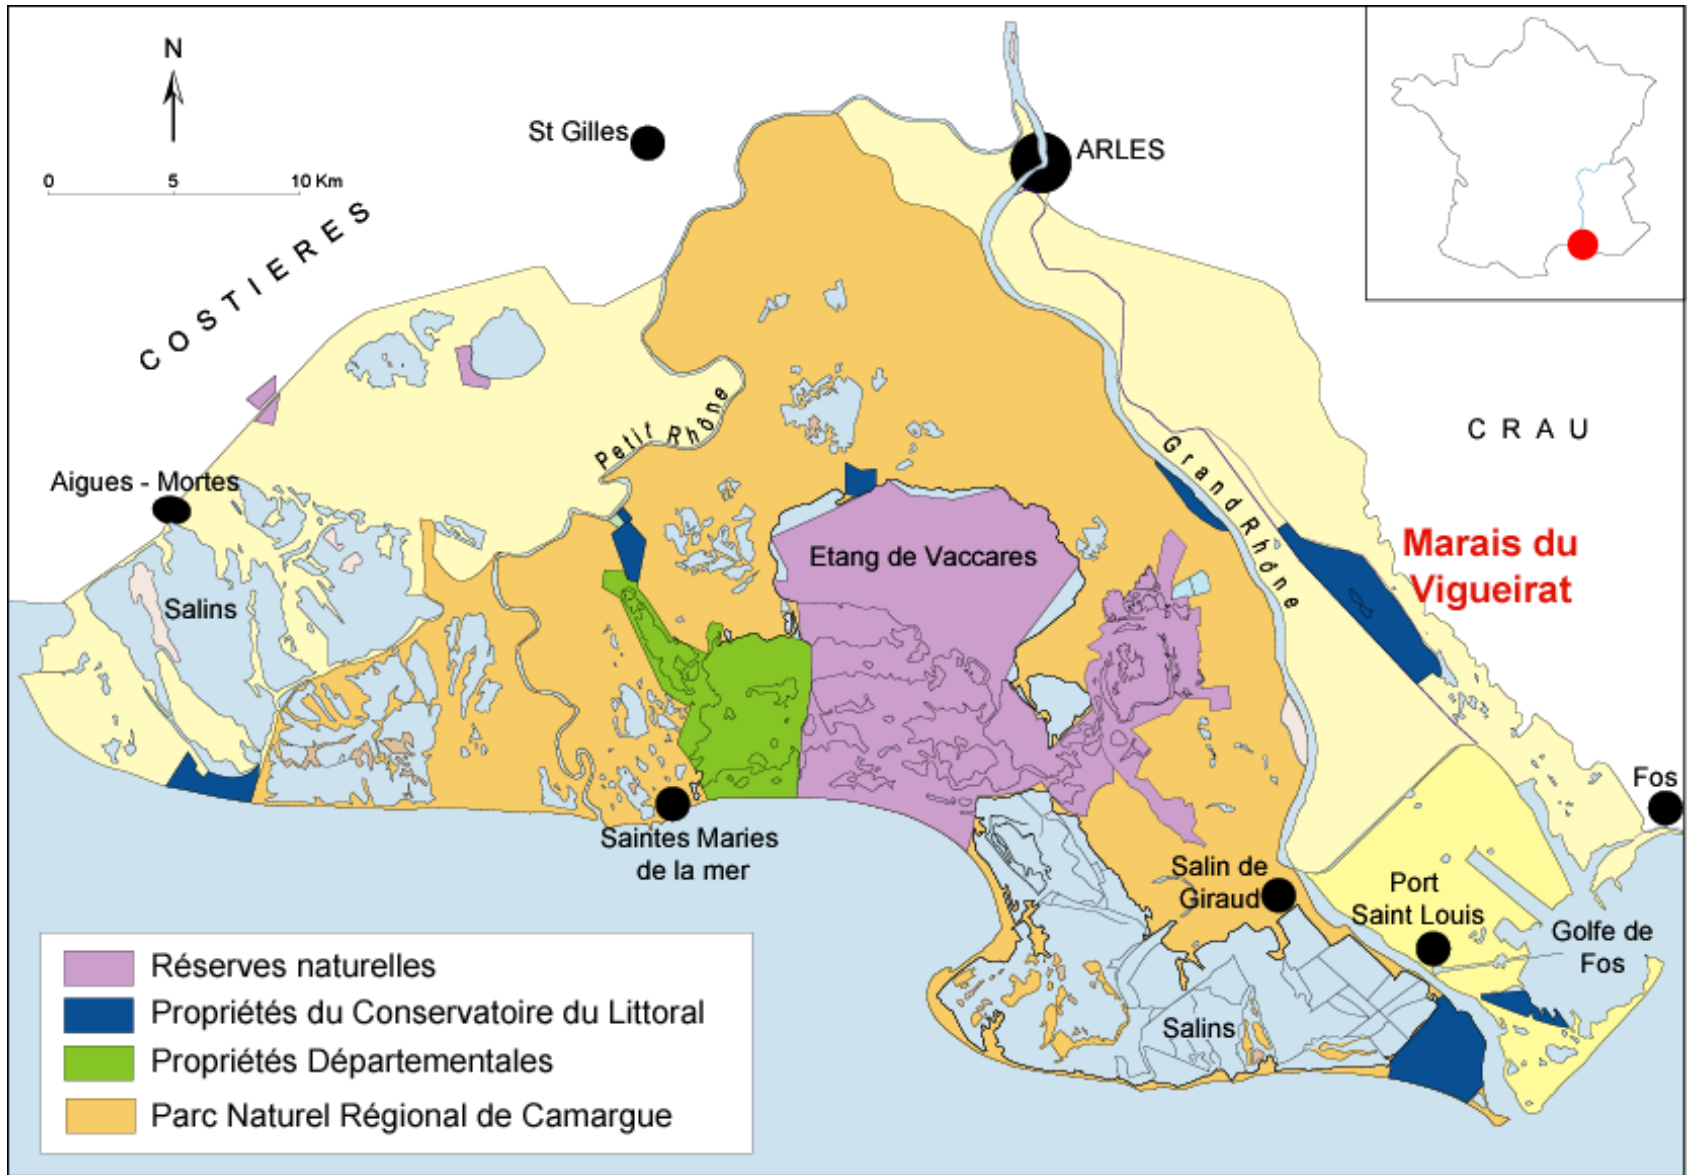 N
0 5 10 Km
St Gilles
ARLES
COSTIERES
Petit Rhône
Grand Rhône
CRAU
Aigues - Mortes
Etang de Vaccares
Marais du
Vigueirat
Salins
Fos
Saintes Maries
de la mer
Salin de
Giraud
Port
Saint Louis
Golfe de
Fos
Salins
Réserves naturelles
Propriétés du Conservatoire du Littoral
Propriétés Départementales
Parc Naturel Régional de Camargue